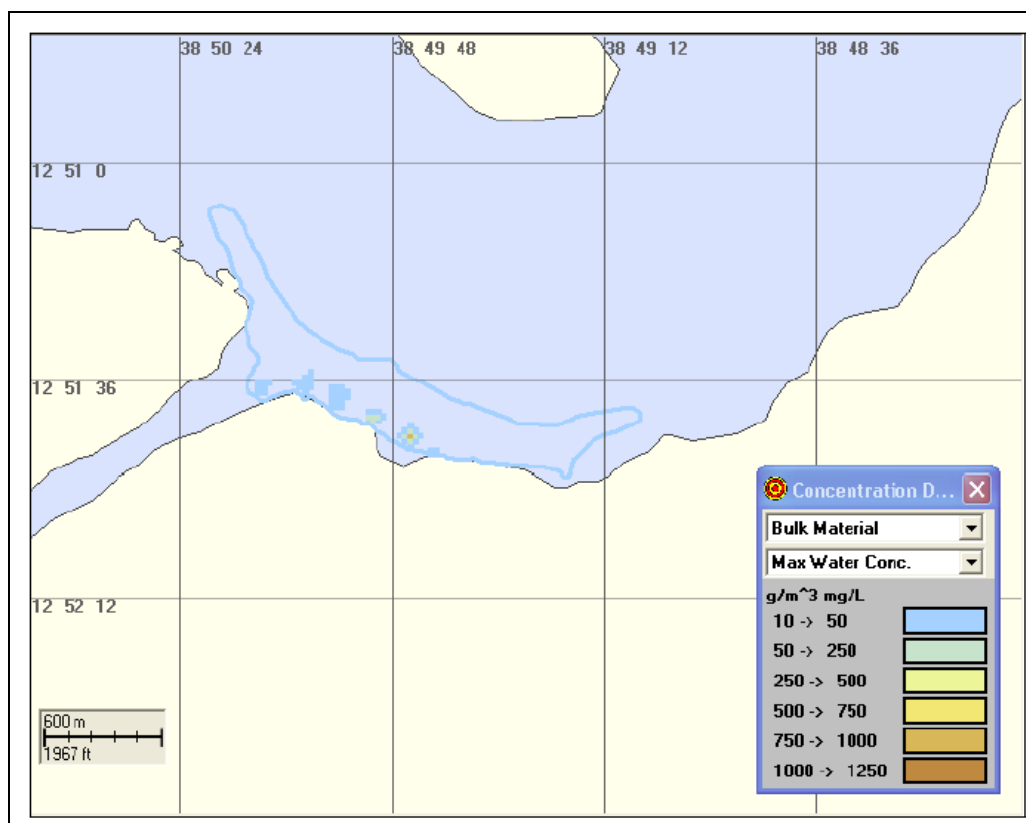 38 50 24
38 49 48
38 49 12
38 48 36
12 51 0
12 51 36
12 52 12
600 m
1967 ft
Concentration D...
Bulk Material
Max Water Conc.
g/m^3 mg/L
10 -> 50
50 -> 250
250 -> 500
500 -> 750
750 -> 1000
1000 -> 1250